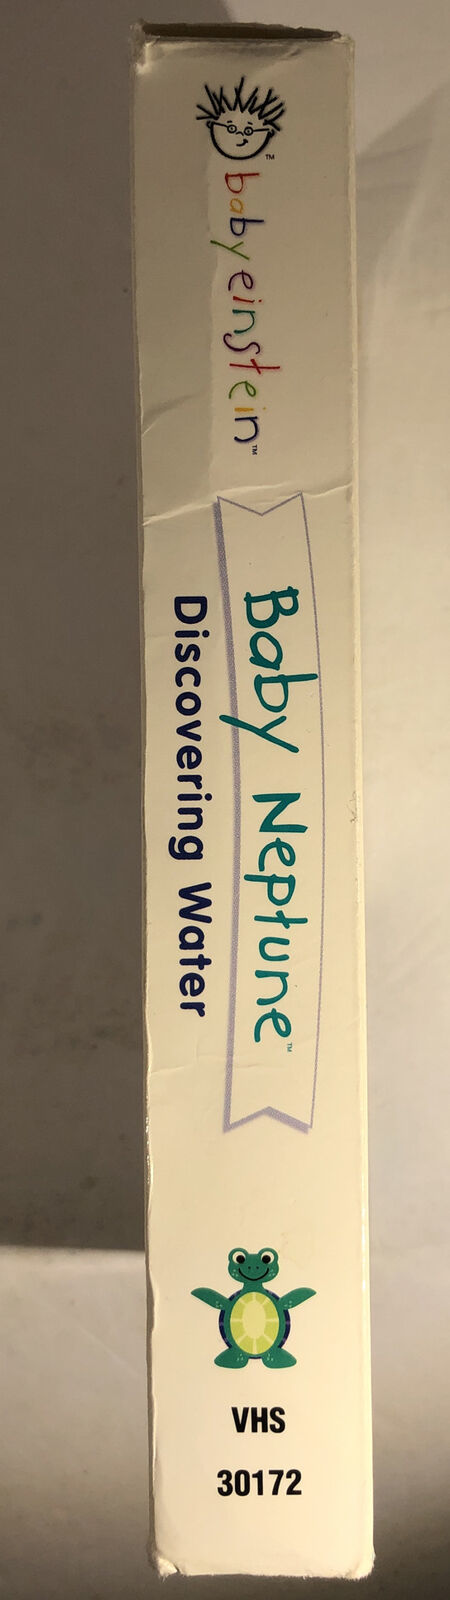 baby einstein™
Baby Neptune™
Discovering Water
VHS
30172